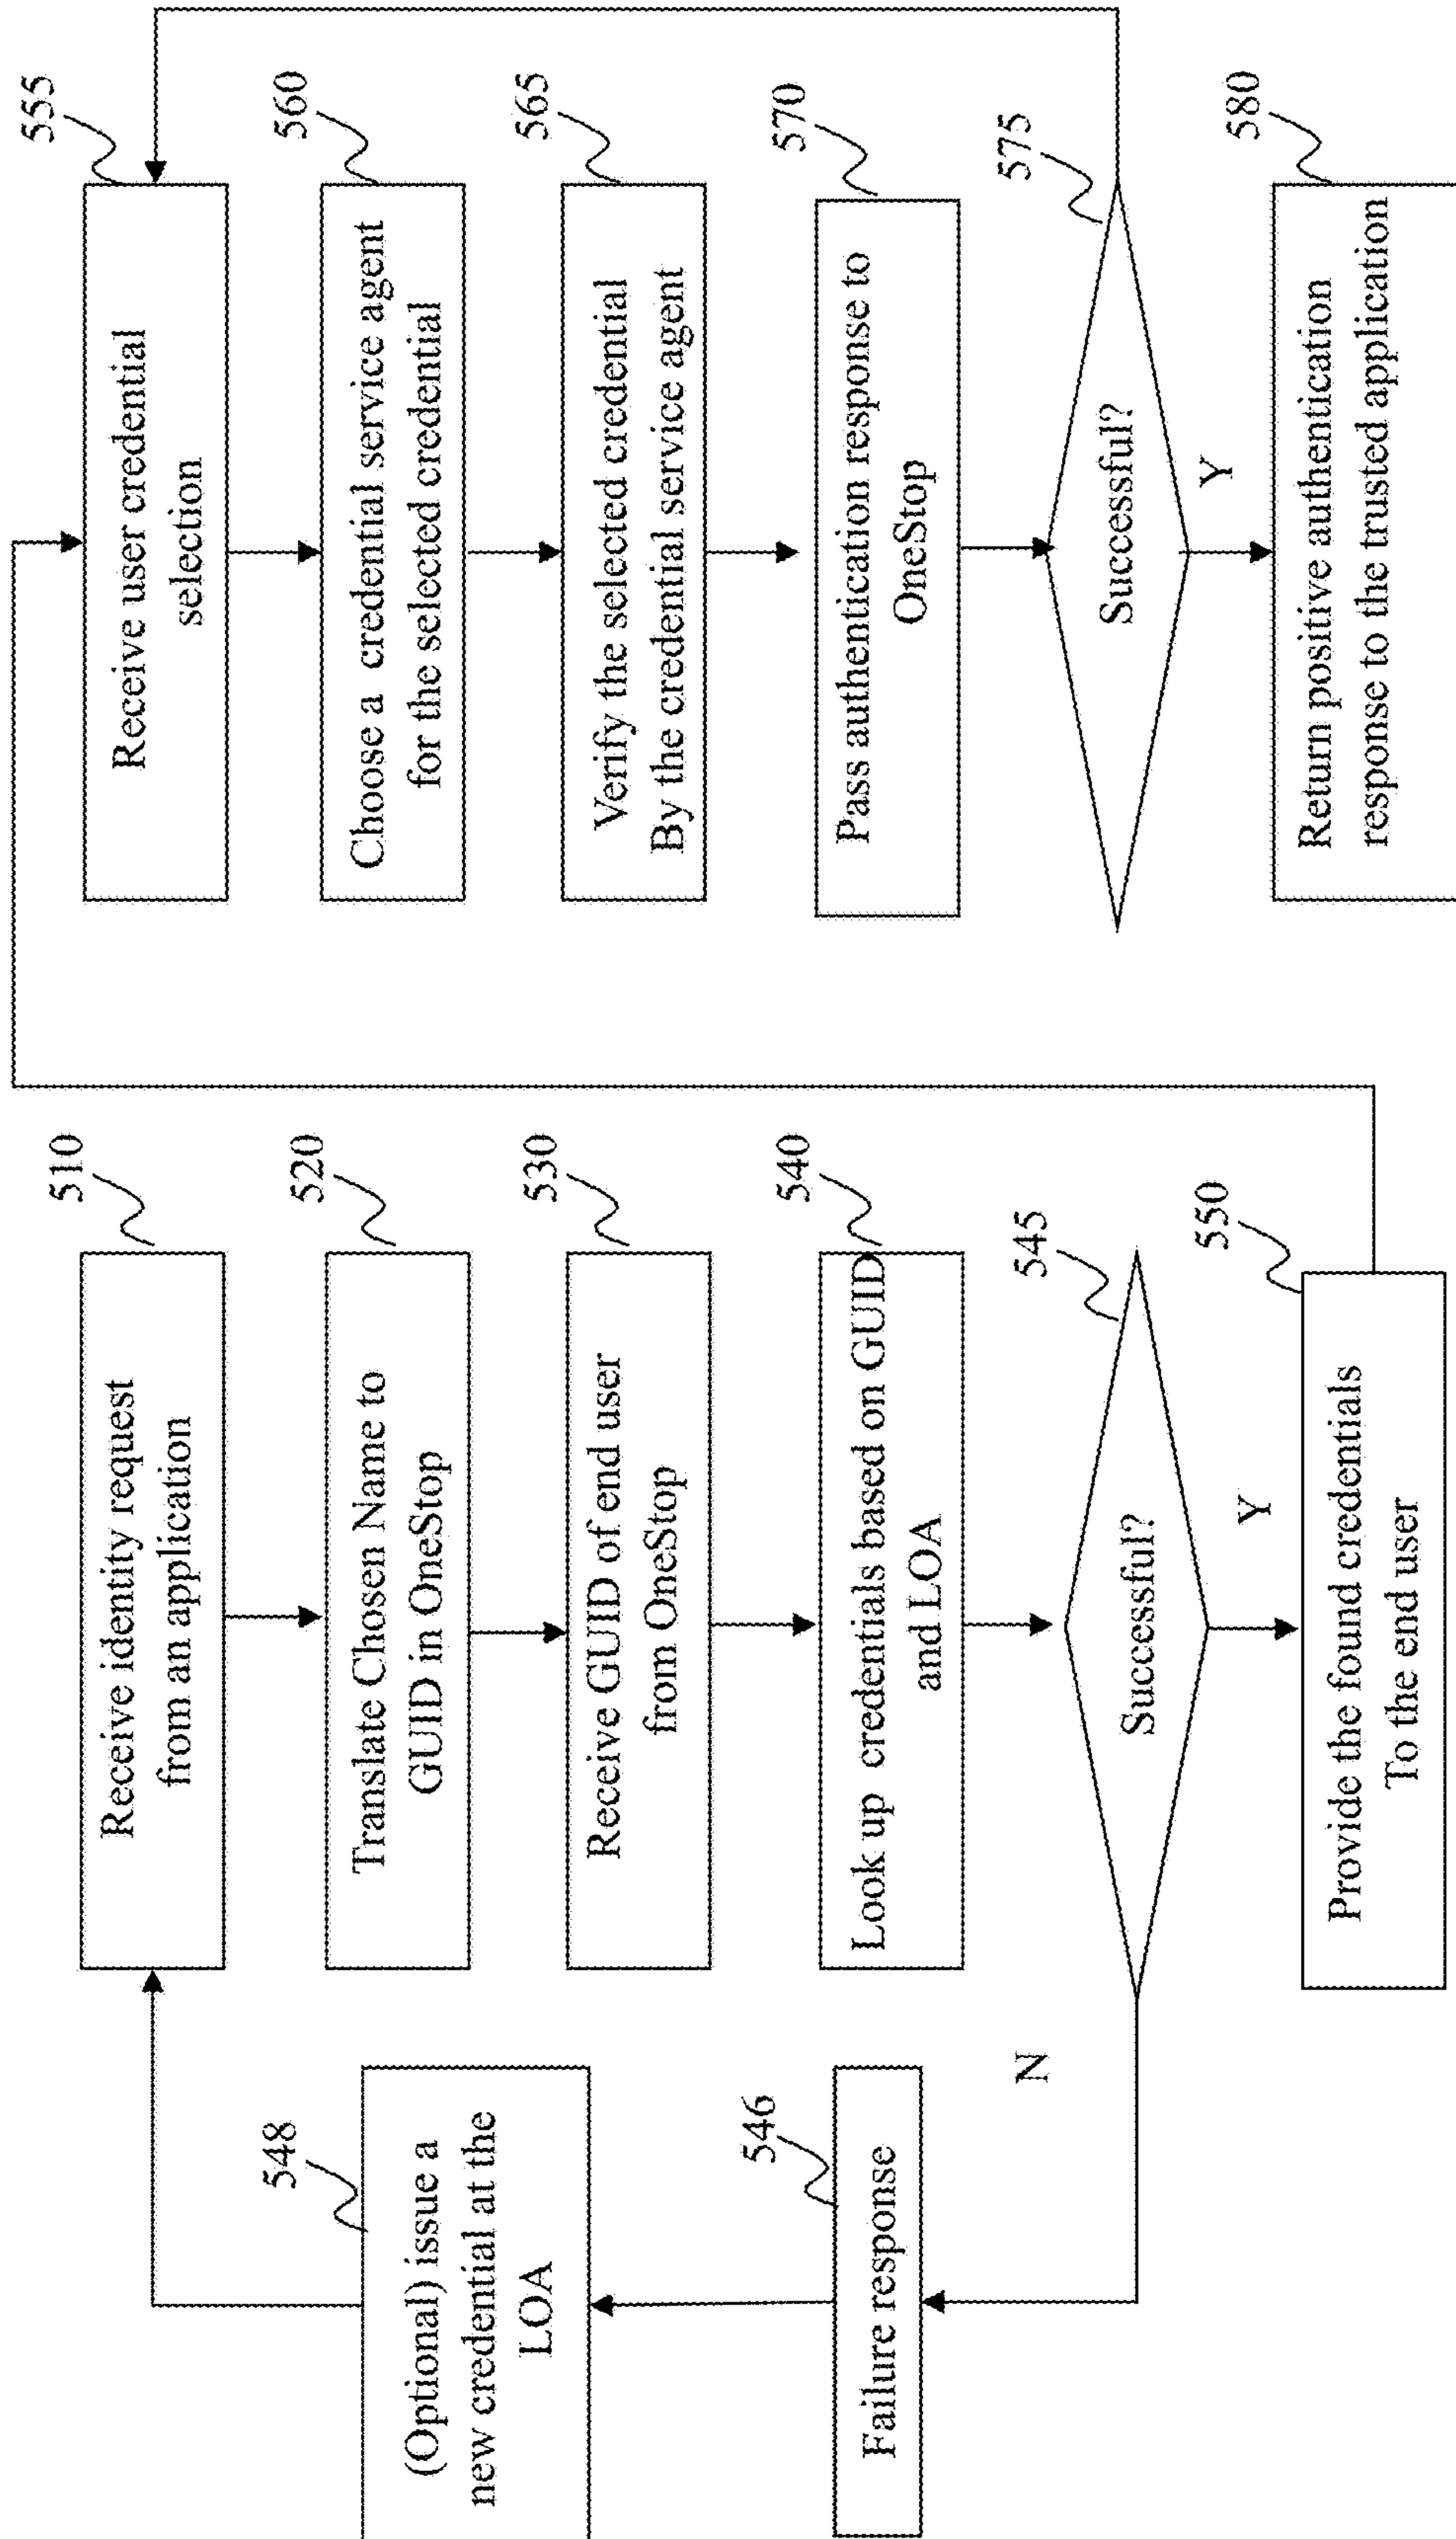 510
Receive identity request
from an application
520
Translate Chosen Name to
GUID in OneStop
530
Receive GUID of end user
from OneStop
540
Look up credentials based on GUID
and LOA
545
Successful?
N
Y
546
Failure response
548
(Optional) issue a
new credential at the
LOA
550
Provide the found credentials
To the end user
555
Receive user credential
selection
560
Choose a credential service agent
for the selected credential
565
Verify the selected credential
By the credential service agent
570
Pass authentication response to
OneStop
575
Successful?
Y
580
Return positive authentication
response to the trusted application